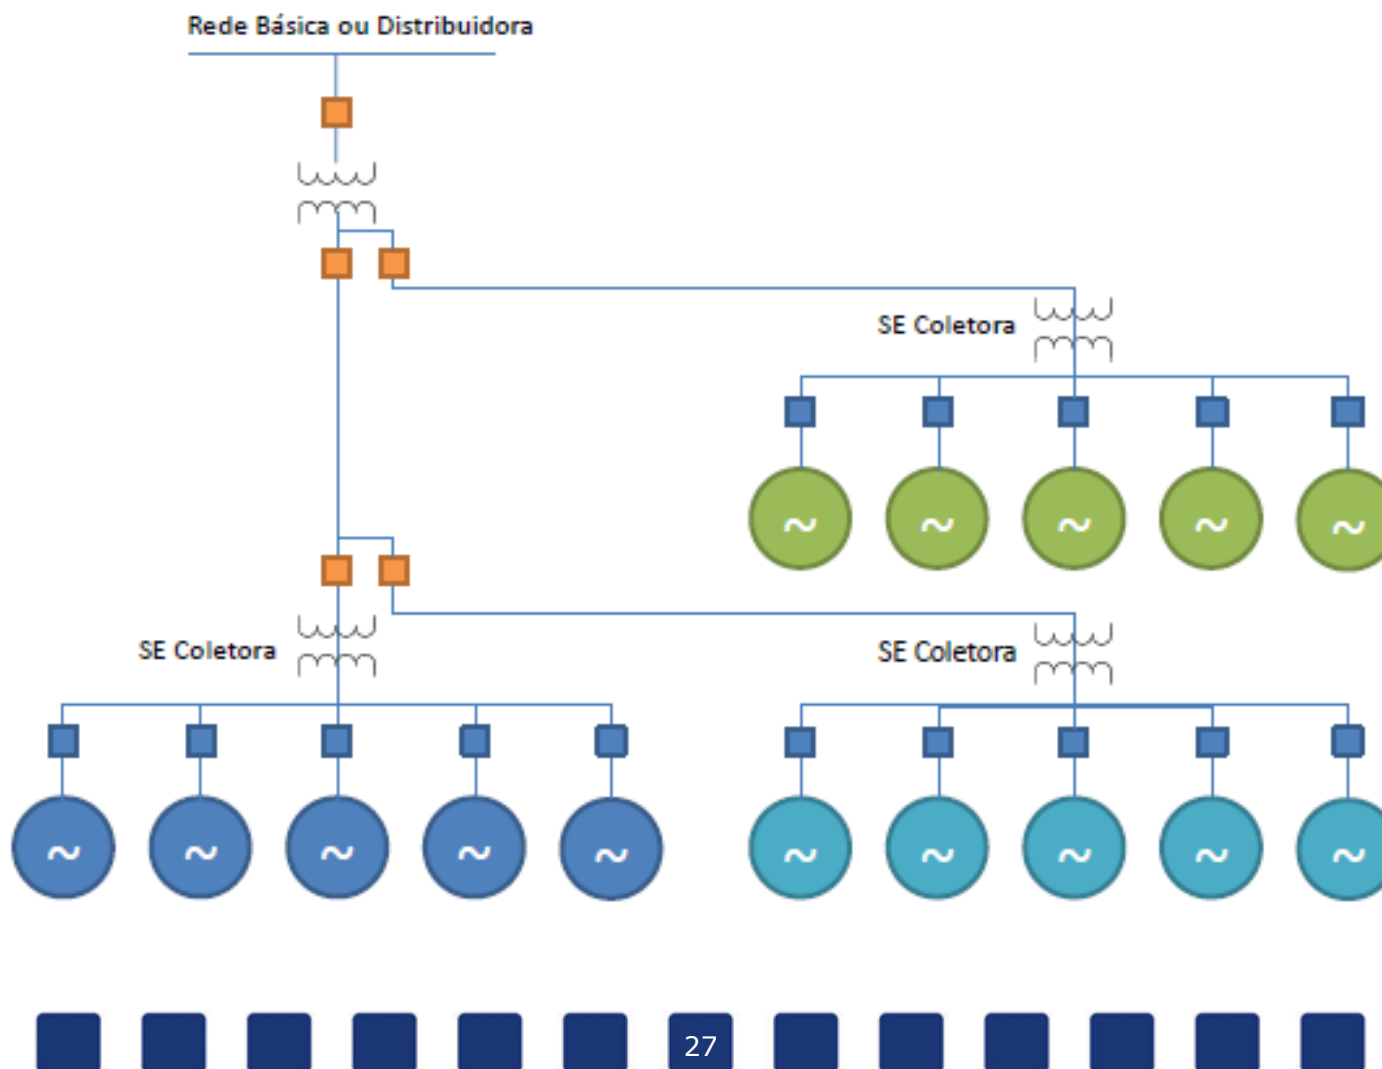 Rede Básica ou Distribuidora
SE Coletora
~ ~ ~ ~ ~
SE Coletora
SE Coletora
~ ~ ~ ~ ~
~ ~ ~ ~ ~
27